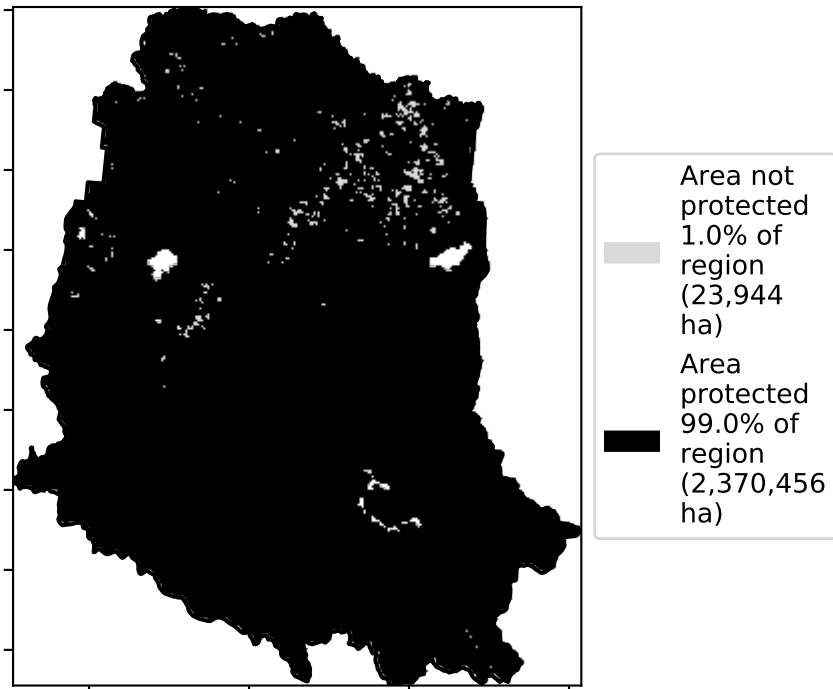 Area not
protected
1.0% of
region
(23,944
ha)
Area
protected
99.0% of
region
(2,370,456
ha)